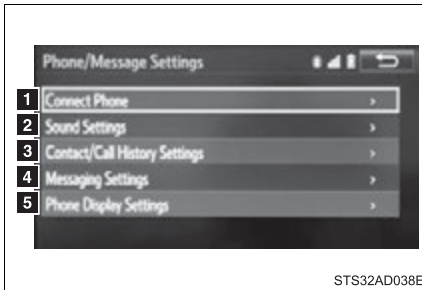 Phone/Message Settings
1 Connect Phone
2 Sound Settings
3 Contact/Call History Settings
4 Messaging Settings
5 Phone Display Settings
STS32AD038E